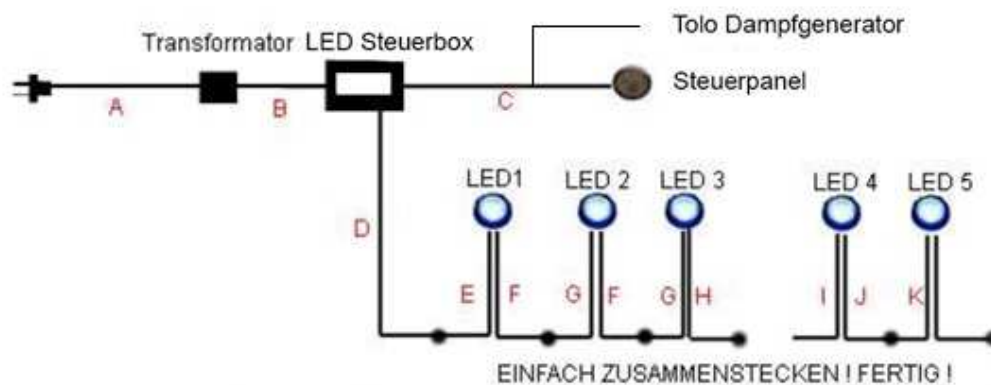 Tolo Dampfgenerator
Transformator LED Steuerbox
Steuerpanel
A B C
LED1 LED 2 LED 3 LED 4 LED 5
D
E F G F G H I J K
EINFACH ZUSAMMENSTECKEN ! FERTIG !